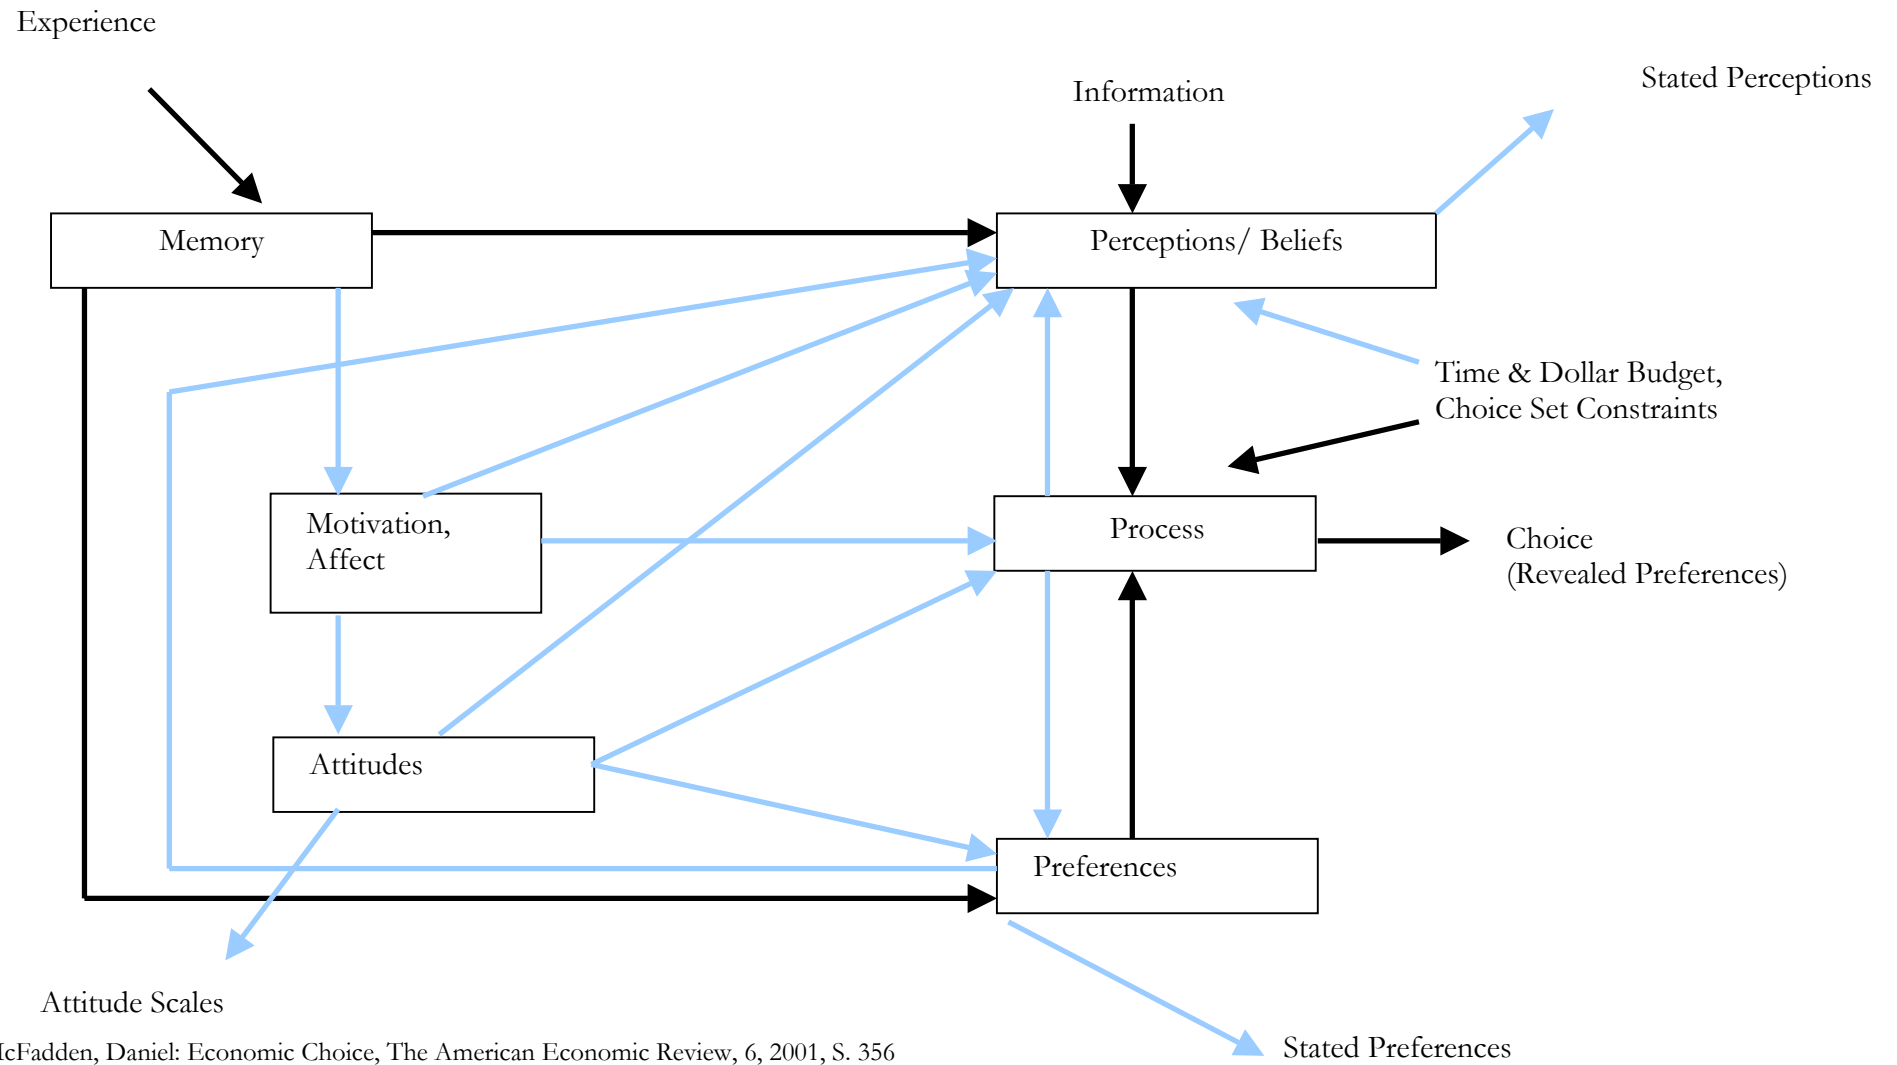 Experience
Stated Perceptions
Information
Memory
Perceptions/ Beliefs
Time & Dollar Budget,
Choice Set Constraints
Motivation,
Affect
Process
Choice
(Revealed Preferences)
Attitudes
Preferences
Attitude Scales
Stated Preferences
McFadden, Daniel: Economic Choice, The American Economic Review, 6, 2001, S. 356